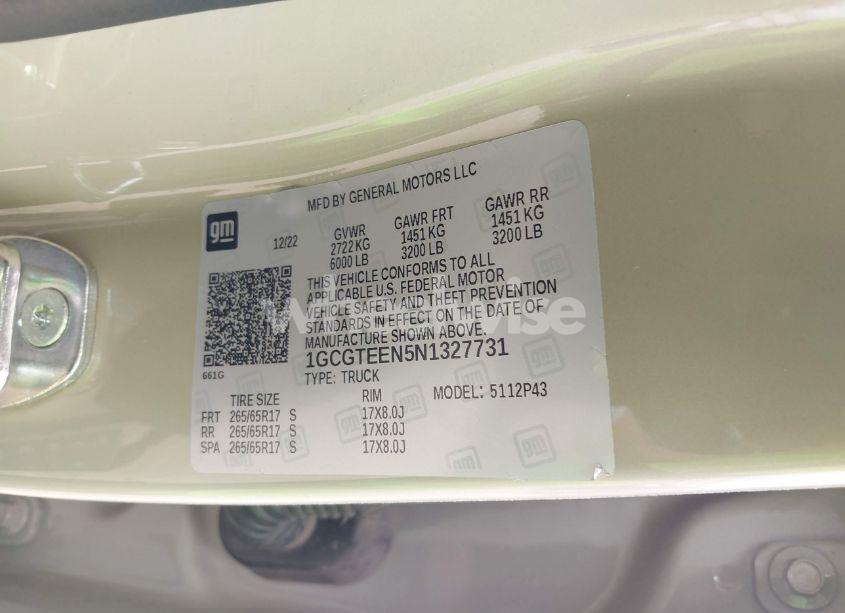 MFD BY GENERAL MOTORS LLC
gm
12/22
GVWR
2722 KG
6000 LB
GAWR FRT
1451 KG
3200 LB
GAWR RR
1451 KG
3200 LB
THIS VEHICLE CONFORMS TO ALL
APPLICABLE U.S. FEDERAL MOTOR
VEHICLE SAFETY AND THEFT PREVENTION
STANDARDS IN EFFECT ON THE DATE OF
MANUFACTURE SHOWN ABOVE.
1GCGTEEN5N1327731
661G
TYPE: TRUCK
MODEL: 5112P43
TIRE SIZE RIM
FRT 265/65R17 S 17X8.0J
RR 265/65R17 S 17X8.0J
SPA 265/65R17 S 17X8.0J